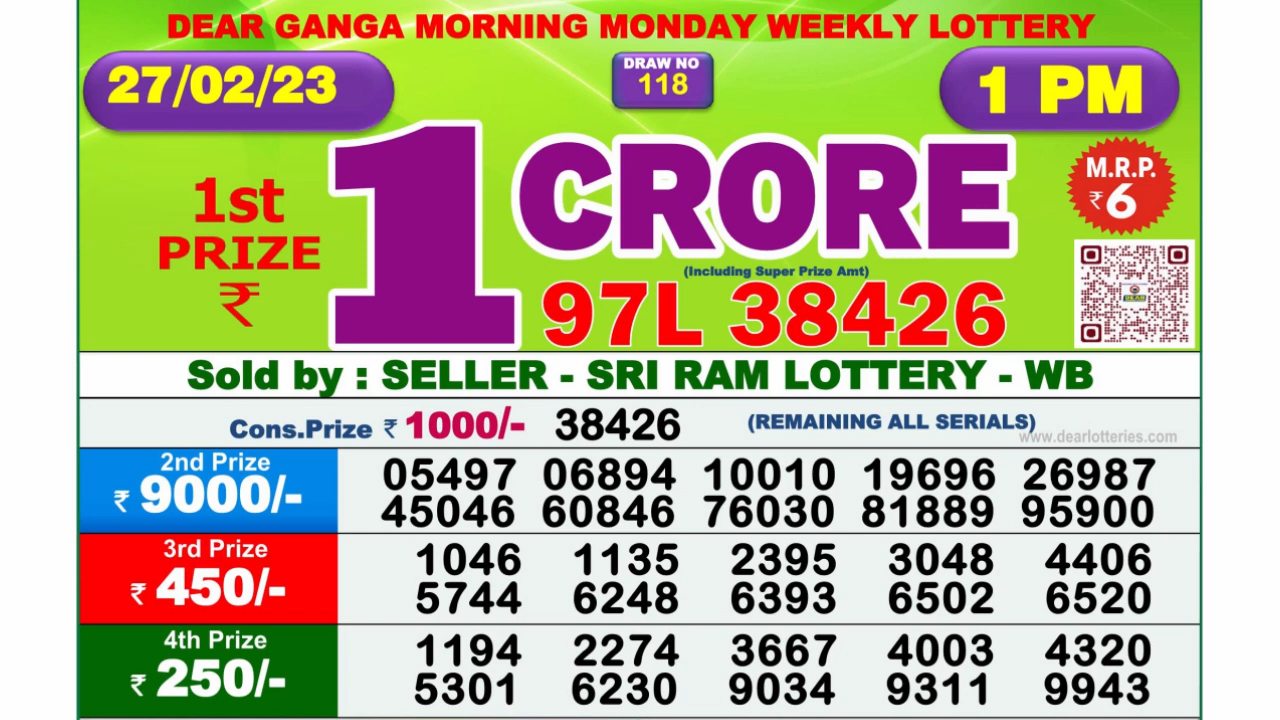 DEAR GANGA MORNING MONDAY WEEKLY LOTTERY
27/02/23
DRAW NO
118
1 PM
1st
PRIZE
₹
1 CRORE
(Including Super Prize Amt)
97L 38426
M.R.P.
₹6
Sold by : SELLER - SRI RAM LOTTERY - WB
Cons.Prize ₹ 1000/- 38426 (REMAINING ALL SERIALS)
www.dearlotteries.com
2nd Prize
₹ 9000/-
05497 06894 10010 19696 26987
45046 60846 76030 81889 95900
3rd Prize
₹ 450/-
1046 1135 2395 3048 4406
5744 6248 6393 6502 6520
4th Prize
₹ 250/-
1194 2274 3667 4003 4320
5301 6230 9034 9311 9943